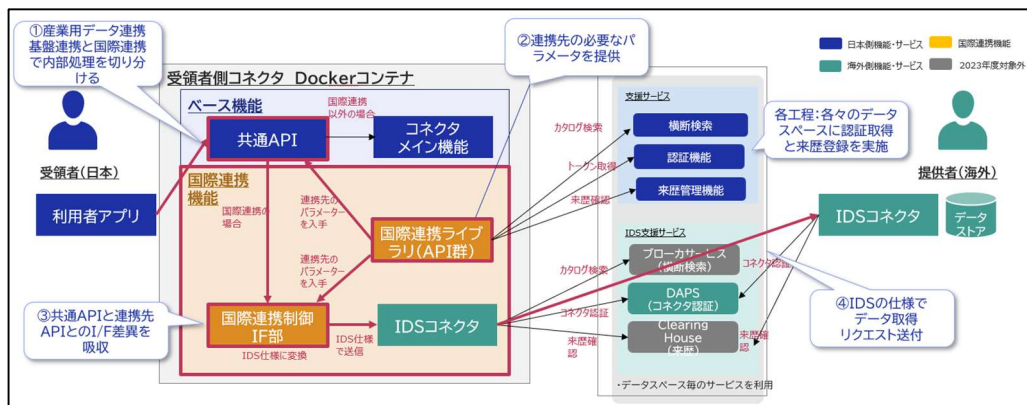 ①産業用データ連携
基盤連携と国際連携
で内部処理を切り分
ける
②連携先の必要なパ
ラメータを提供
日本側機能・サービス
国際連携機能
海外側機能・サービス
2023年度対象外
受領者側コネクタ Dockerコンテナ
ベース機能
国際連携
以外の場合
共通API
コネクタ
メイン機能
支援サービス
カタログ検索
横断検索
トークン取得
認証機能
来歴確認
来歴管理機能
各工程:各々のデータ
スペースに認証取得
と来歴登録を実施
受領者(日本)
利用者アプリ
提供者(海外)
IDSコネクタ
データ
ストア
国際連携
機能
国際連携の
場合
連携先の
パラメーター
を入手
国際連携ライブ
ラリ(API群)
連携先の
パラメーター
を入手
IDS支援サービス
ブローカサービス
(横断検索)
コネクタ認証
カタログ検索
DAPS
(コネクタ認証)
コネクタ認証
Clearing
House
(来歴)
来歴確
認
来歴確
認
③共通APIと連携先
APIとのI/F差異を
吸収
国際連携制御
IF部
IDS仕様に変換
IDS仕様
で送信
IDSコネクタ
④IDSの仕様で
データ取得
リクエスト送付
・データスペース毎のサービスを利用